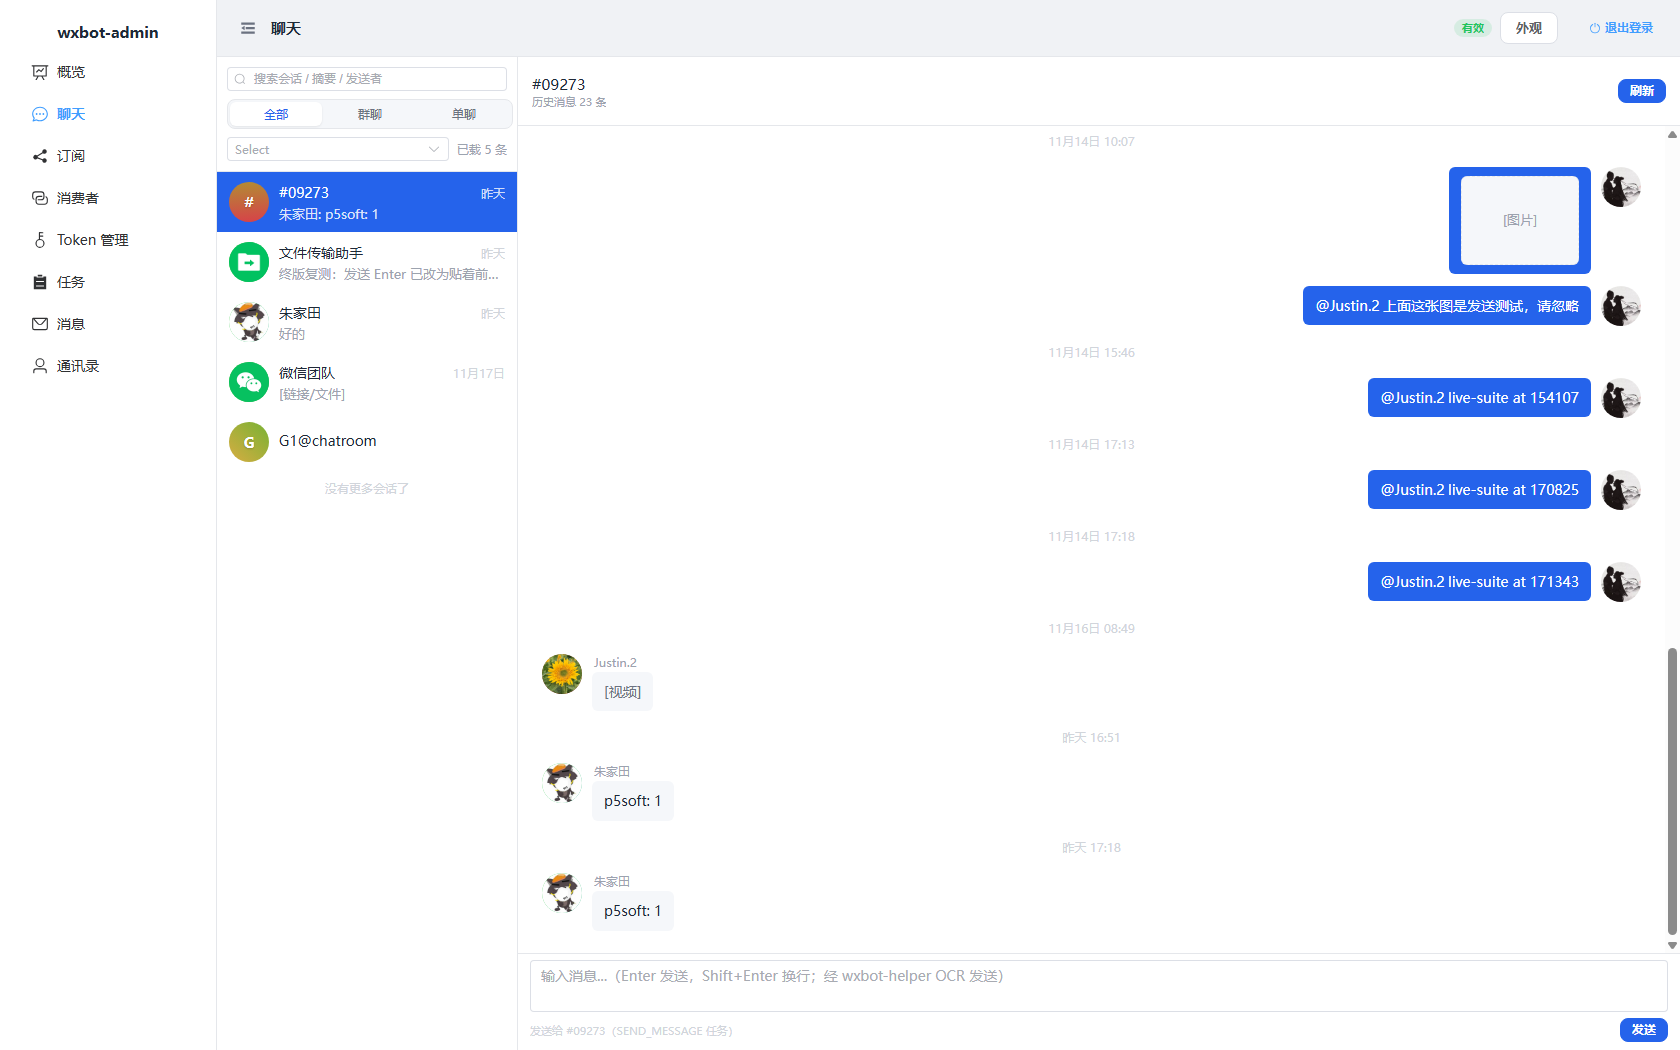 wxbot-admin
概览
聊天
订阅
消费者
Token 管理
任务
消息
通讯录
聊天
有效
外观
退出登录
搜索会话 / 摘要 / 发送者
全部
群聊
单聊
Select
已载 5 条
#
#09273
昨天
朱家田: p5soft: 1
文件传输助手
昨天
终版复测：发送 Enter 已改为贴着前...
朱家田
昨天
好的
微信团队
11月17日
[链接/文件]
G
G1@chatroom
没有更多会话了
#09273
历史消息 23 条
刷新
11月14日 10:07
[图片]
@Justin.2 上面这张图是发送测试，请忽略
11月14日 15:46
@Justin.2 live-suite at 154107
11月14日 17:13
@Justin.2 live-suite at 170825
11月14日 17:18
@Justin.2 live-suite at 171343
11月16日 08:49
Justin.2
[视频]
昨天 16:51
朱家田
p5soft: 1
昨天 17:18
朱家田
p5soft: 1
输入消息...（Enter 发送，Shift+Enter 换行；经 wxbot-helper OCR 发送）
发送给 #09273（SEND_MESSAGE 任务）
发送